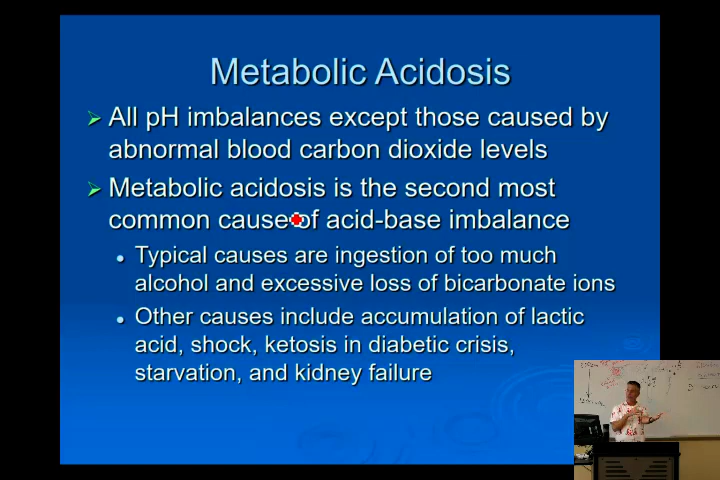 Metabolic Acidosis
All pH imbalances except those caused by
abnormal blood carbon dioxide levels
Metabolic acidosis is the second most
common cause of acid-base imbalance
Typical causes are ingestion of too much
alcohol and excessive loss of bicarbonate ions
Other causes include accumulation of lactic
acid, shock, ketosis in diabetic crisis,
starvation, and kidney failure